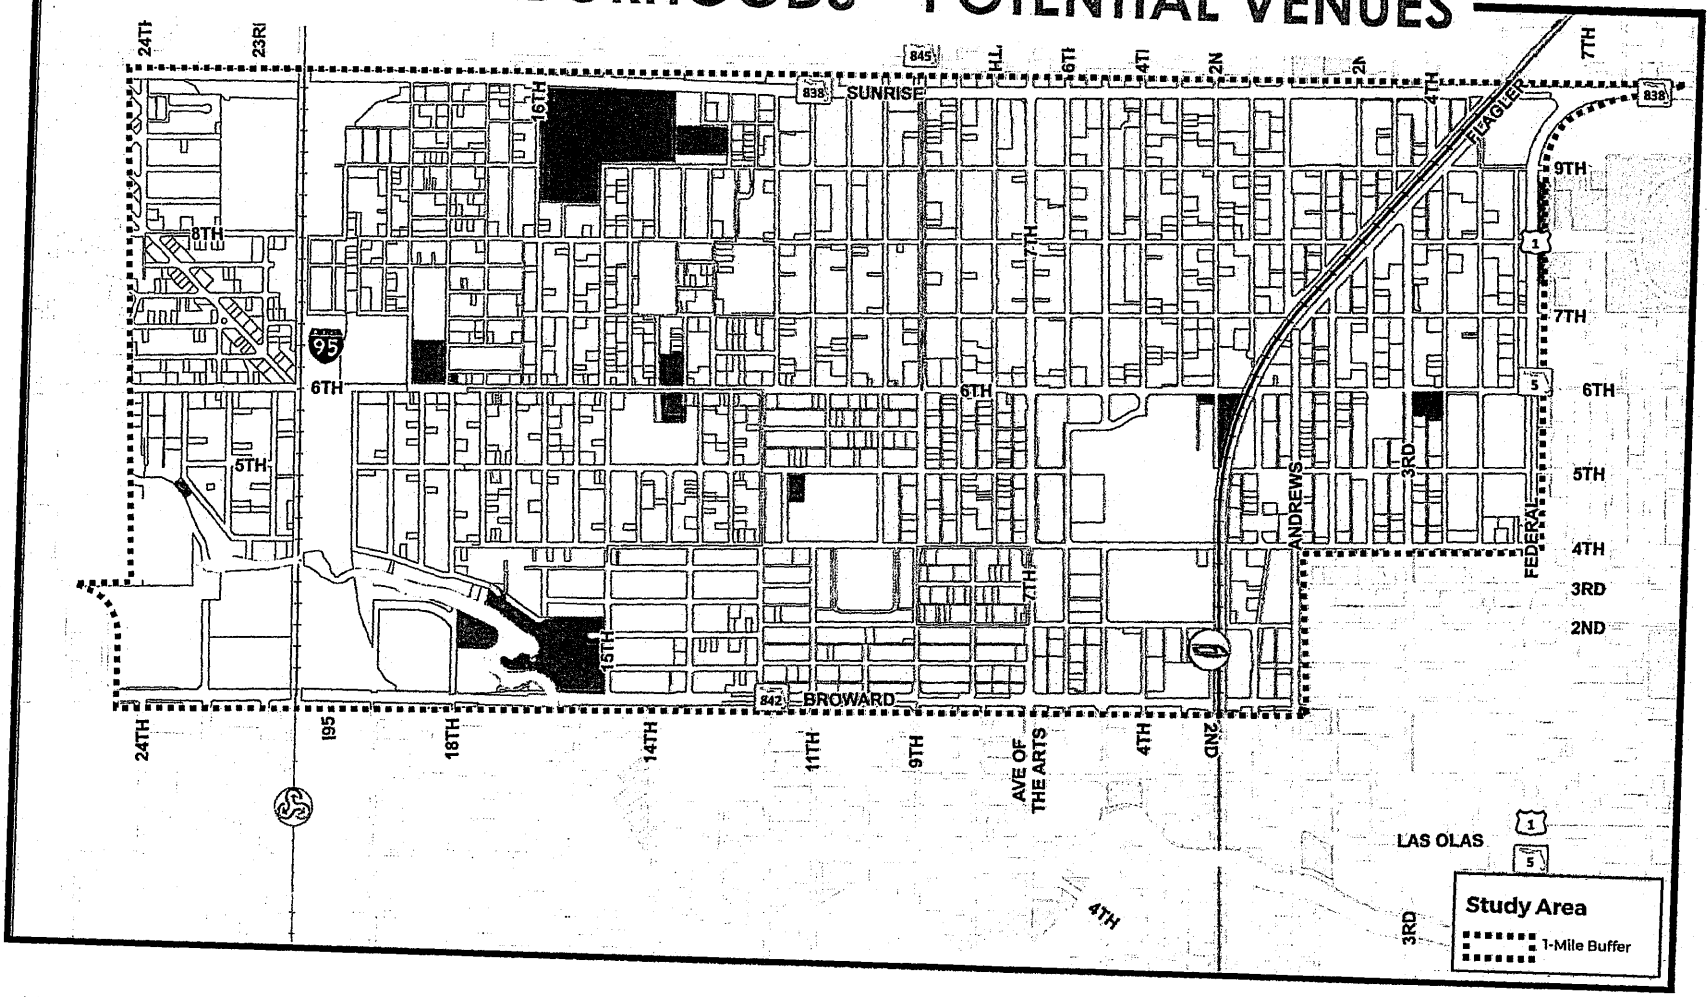 POTENTIAL VENUES
24TH
23RD
845
7TH
6TH
2N
2N
4TH
7TH
838
SUNRISE
838
16TH
FLAGLER
9TH
8TH
7TH
1
7TH
95
6TH
6TH
5
6TH
5TH
3RD
5TH
ANDREWS
FEDERAL
4TH
7TH
3RD
2ND
15TH
842
BROWARD
24TH
I95
18TH
14TH
11TH
9TH
AVE OF
THE ARTS
4TH
2ND
LAS OLAS
1
5
4TH
3RD
Study Area
1-Mile Buffer